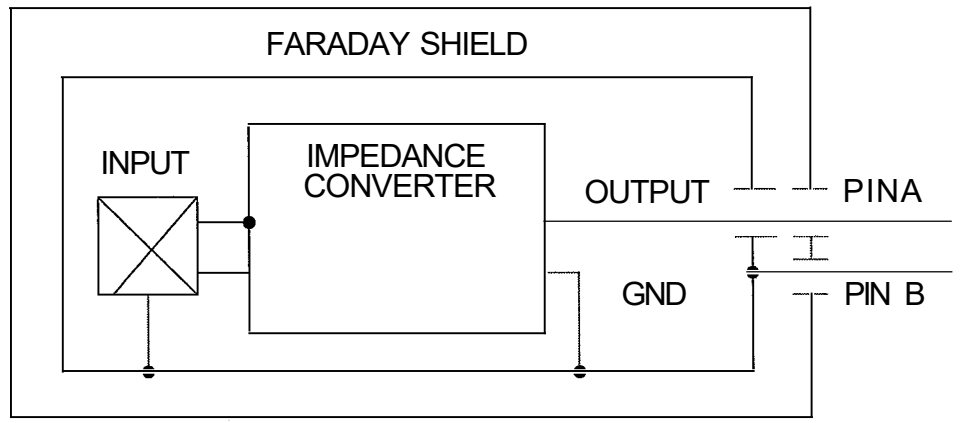 FARADAY SHIELD
INPUT
IMPEDANCE
CONVERTER
OUTPUT
PINA
GND
PIN B